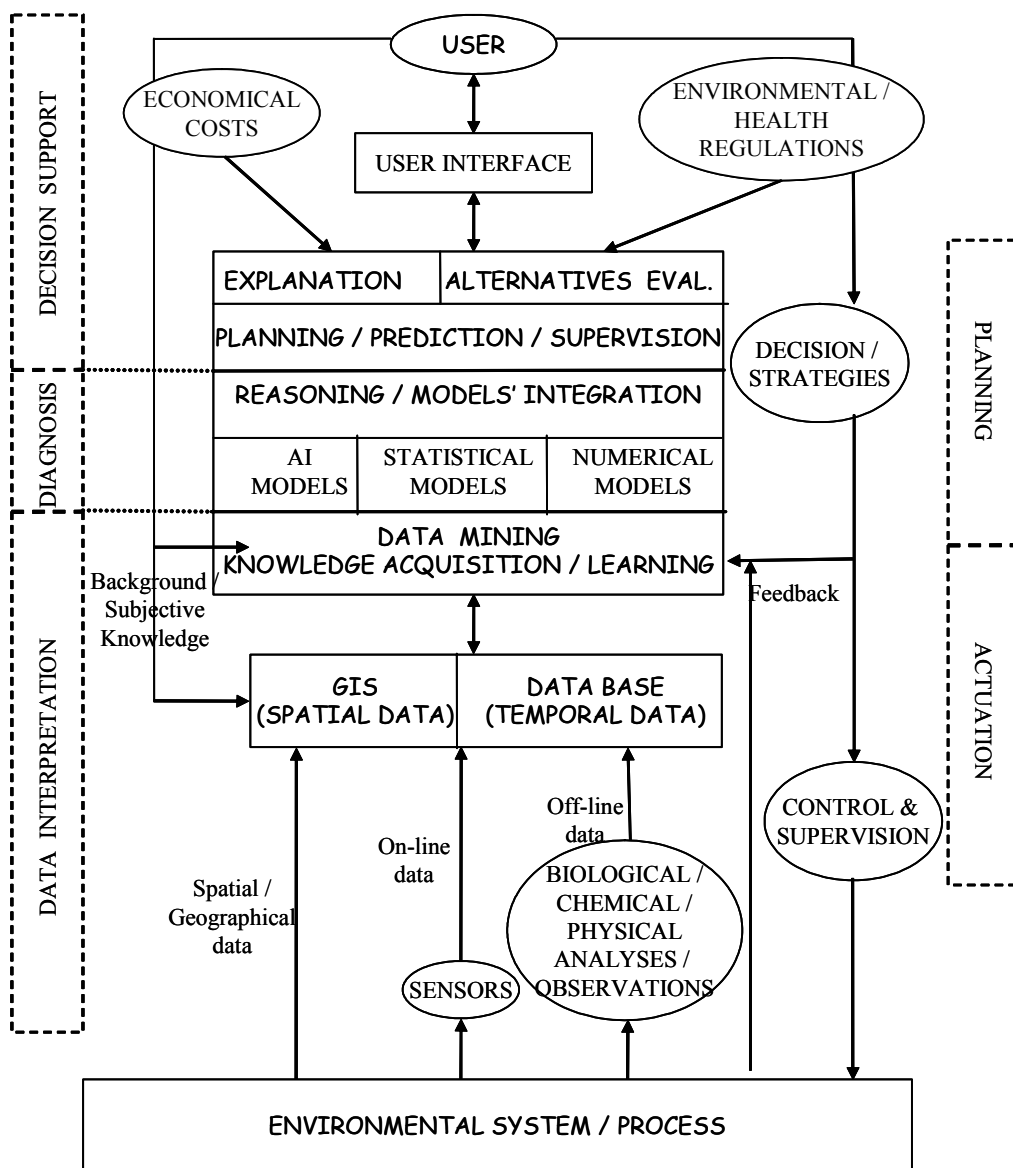 USER
ECONOMICAL
COSTS
ENVIRONMENTAL /
HEALTH
REGULATIONS
USER INTERFACE
DECISION SUPPORT
EXPLANATION
ALTERNATIVES EVAL.
PLANNING / PREDICTION / SUPERVISION
DECISION /
STRATEGIES
PLANNING
DIAGNOSIS
REASONING / MODELS' INTEGRATION
AI
MODELS
STATISTICAL
MODELS
NUMERICAL
MODELS
DATA MINING
KNOWLEDGE ACQUISITION / LEARNING
Background /
Subjective
Knowledge
Feedback
ACTUATION
DATA INTERPRETATION
GIS
(SPATIAL DATA)
DATA BASE
(TEMPORAL DATA)
CONTROL &
SUPERVISION
Spatial /
Geographical
data
On-line
data
Off-line
data
SENSORS
BIOLOGICAL /
CHEMICAL /
PHYSICAL
ANALYSES /
OBSERVATIONS
ENVIRONMENTAL SYSTEM / PROCESS